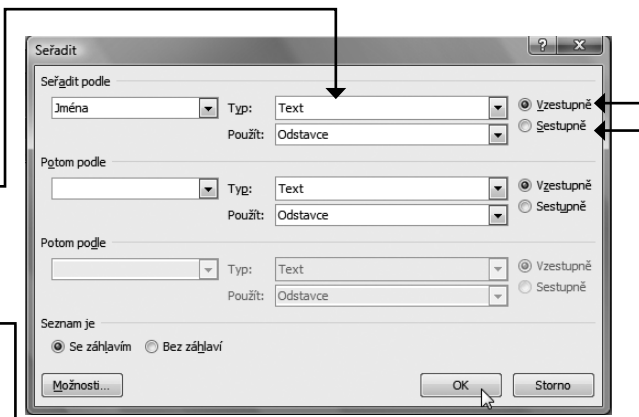 Seřadit
Seřadit podle
Jména Typ: Text Vzestupně
Použít: Odstavce Sestupně
Potom podle
Typ: Text Vzestupně
Použít: Odstavce Sestupně
Potom podle
Typ: Text Vzestupně
Použít: Odstavce Sestupně
Seznam je
Se záhlavím Bez záhlaví
Možnosti... OK Storno